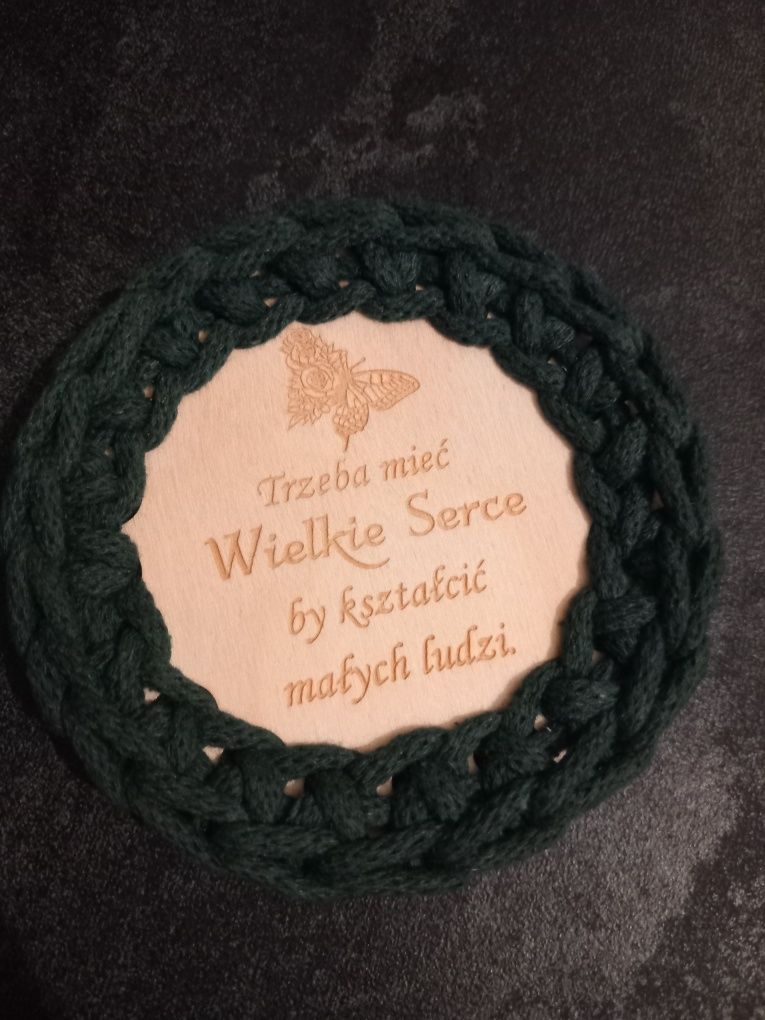 Trzeba mieć
Wielkie Serce
by kształcić
małych ludzi.